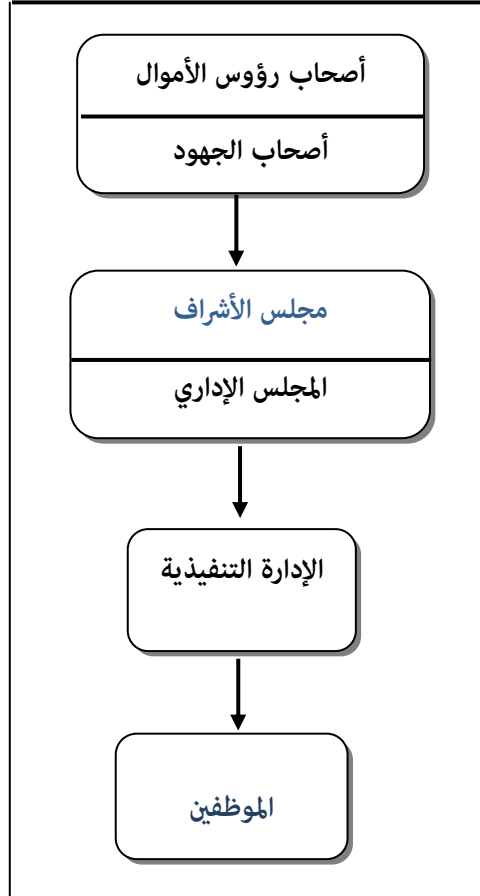 أصحاب رؤوس الأموال
أصحاب الجهود
مجلس الأشراف
المجلس الإداري
الإدارة التنفيذية
الموظفين